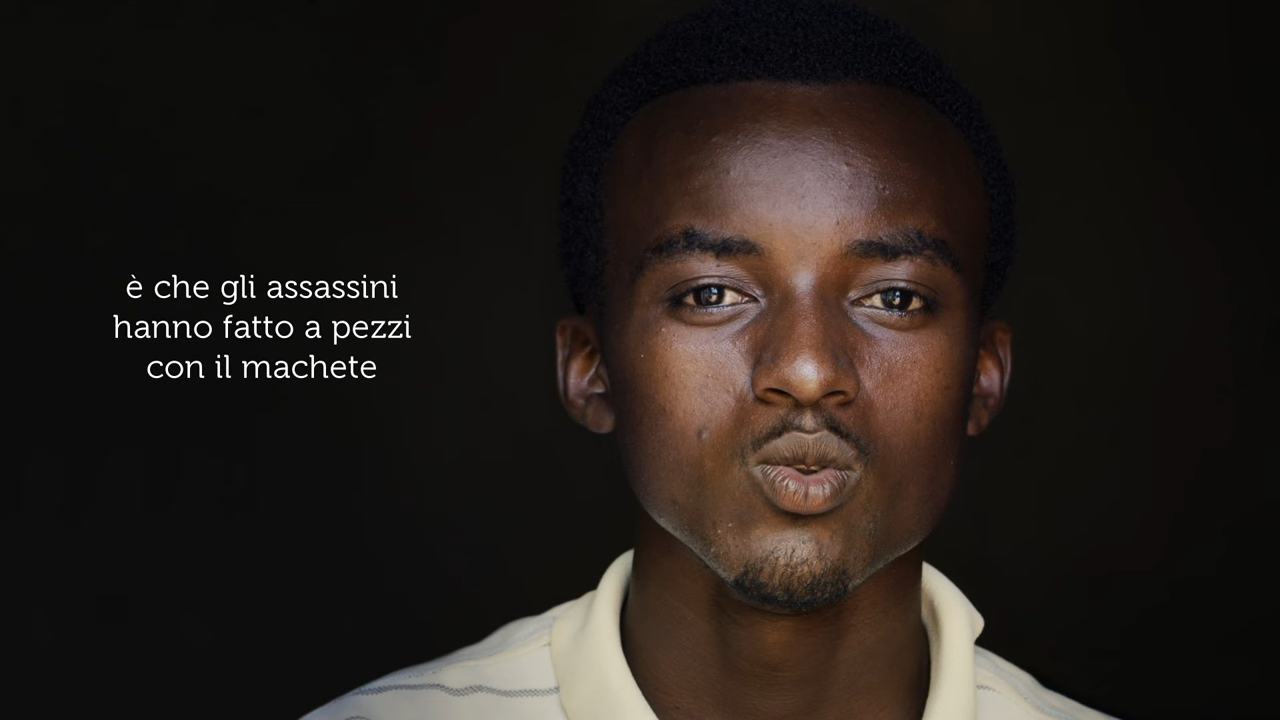 è che gli assassini
hanno fatto a pezzi
con il machete